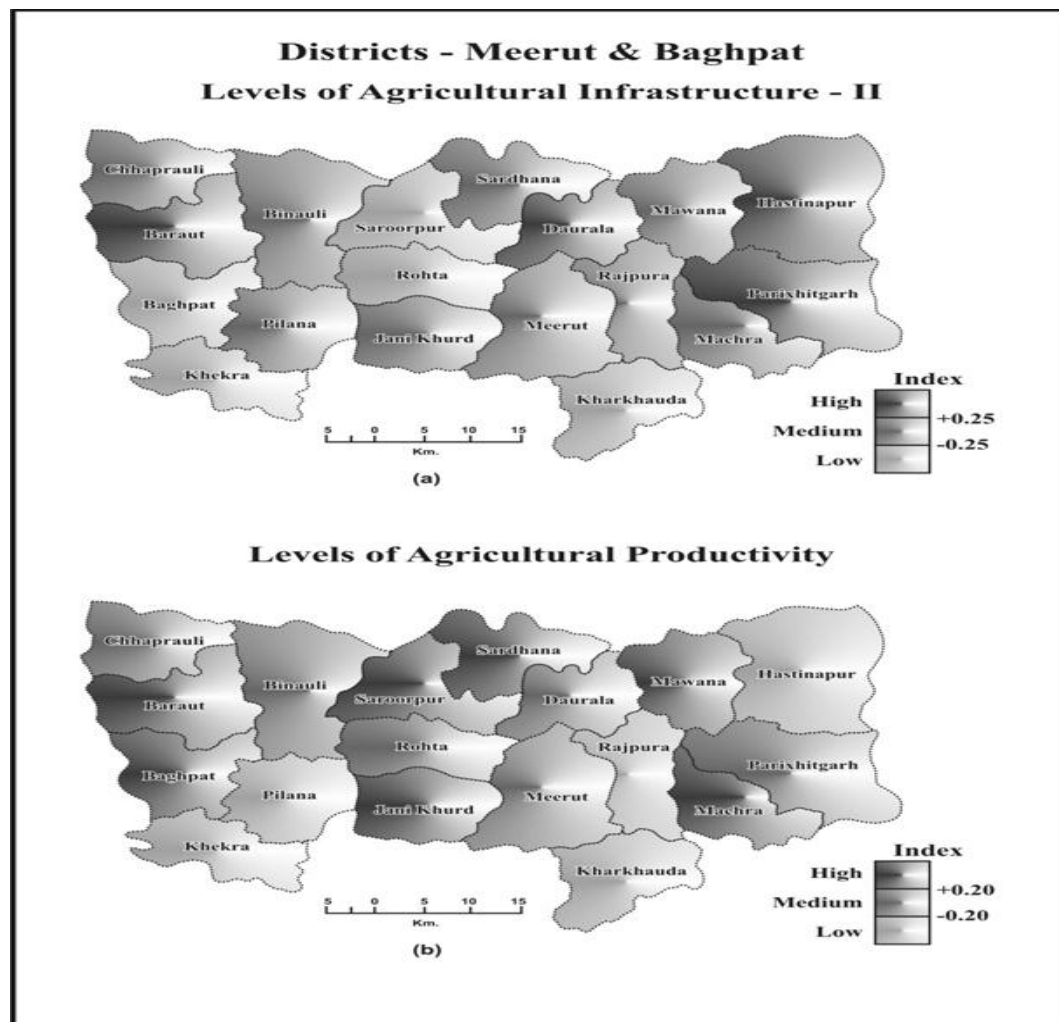 Districts - Meerut & Baghpat
Levels of Agricultural Infrastructure - II
Chhaprauli
Sardhana
Binauli
Mawana
Hastinapur
Baraut
Saroorpur
Daurala
Rohta
Rajpura
Baghpat
Parixhitgarh
Pilana
Jani Khurd
Meerut
Machra
Khekra
Kharkhauda
Index
High
+0.25
Medium
-0.25
Low
5 0 5 10 15
Km.
(a)
Levels of Agricultural Productivity
Chhaprauli
Sardhana
Binauli
Mawana
Hastinapur
Baraut
Saroorpur
Daurala
Rohta
Rajpura
Baghpat
Parixhitgarh
Pilana
Jani Khurd
Meerut
Machra
Khekra
Kharkhauda
Index
High
+0.20
Medium
-0.20
Low
5 0 5 10 15
Km.
(b)